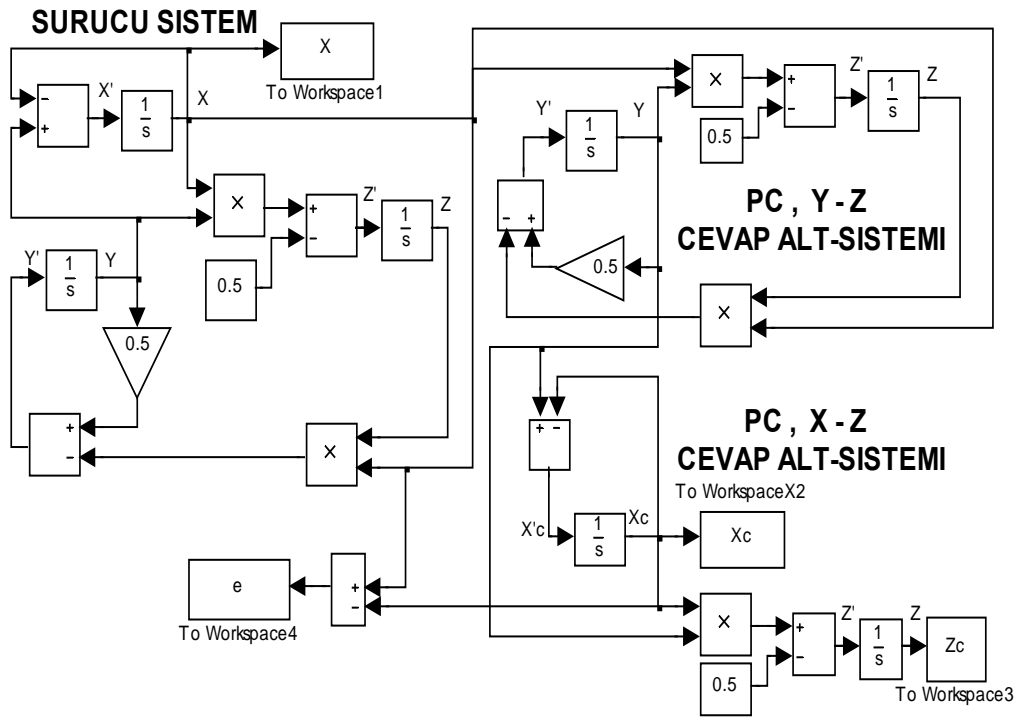 SURUCU SISTEM
X
To Workspace1
-
+
X'
1
s
X
X
+
-
Z'
1
s
Z
0.5
Y'
1
s
Y
0.5
+
-
X
+
-
e
To Workspace4
X
+
-
Z'
1
s
Z
0.5
Y'
1
s
Y
-
+
0.5
PC , Y - Z
CEVAP ALT-SISTEMI
X
+
-
PC , X - Z
CEVAP ALT-SISTEMI
To WorkspaceX2
X'c
1
s
Xc
Xc
X
+
-
Z'
1
s
Z
Zc
0.5
To Workspace3